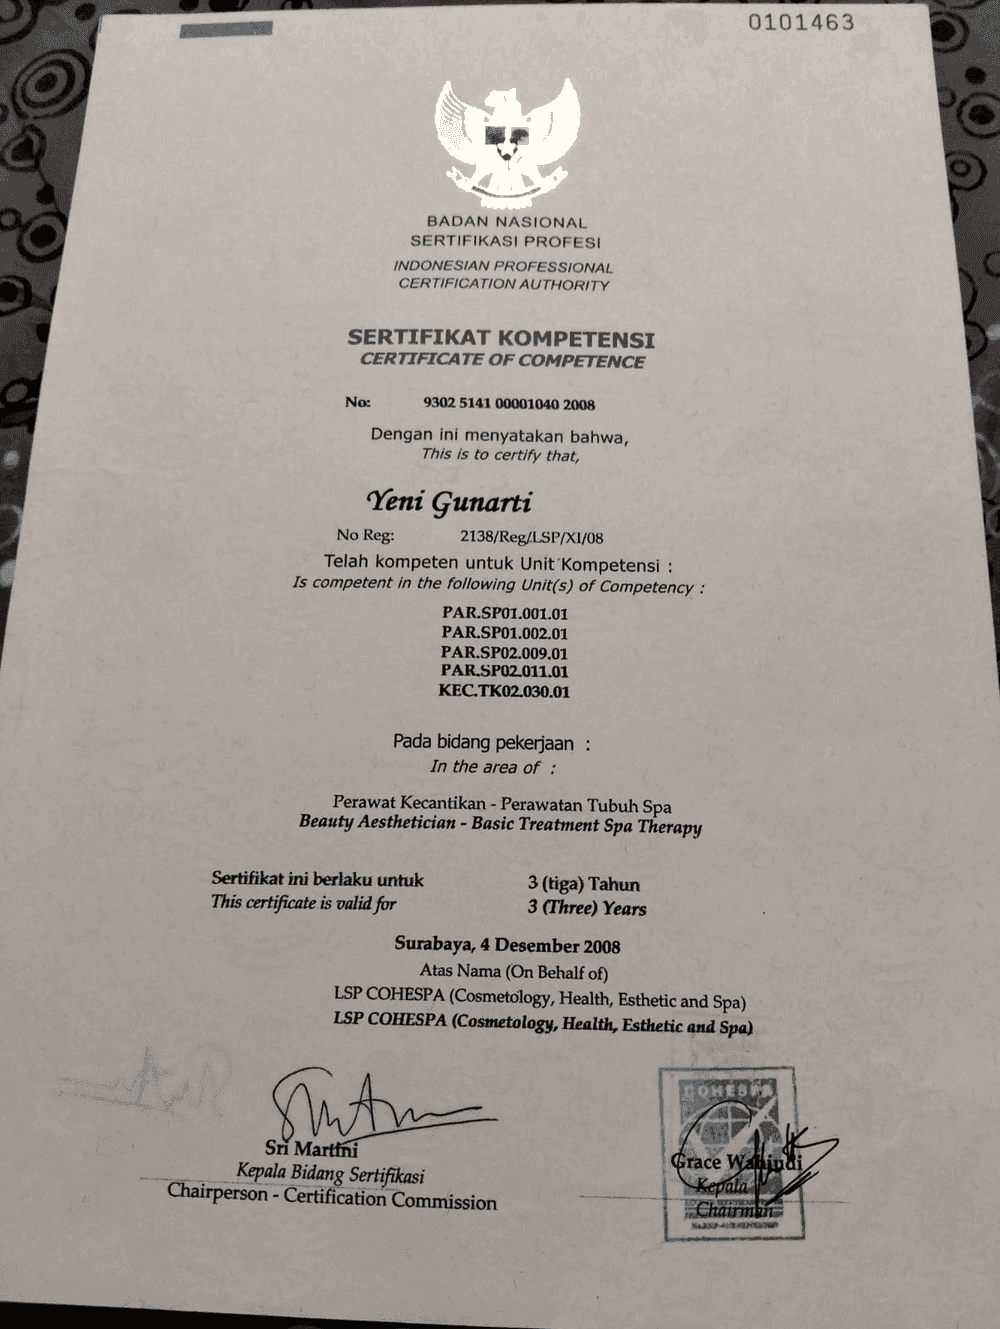 0101463
BADAN NASIONAL
SERTIFIKASI PROFESI
INDONESIAN PROFESSIONAL
CERTIFICATION AUTHORITY
SERTIFIKAT KOMPETENSI
CERTIFICATE OF COMPETENCE
No: 9302 5141 00001040 2008
Dengan ini menyatakan bahwa,
This is to certify that,
Yeni Gunarti
No Reg: 2138/Reg/LSP/XI/08
Telah kompeten untuk Unit Kompetensi :
Is competent in the following Unit(s) of Competency :
PAR.SP01.001.01
PAR.SP01.002.01
PAR.SP02.009.01
PAR.SP02.011.01
KEC.TK02.030.01
Pada bidang pekerjaan :
In the area of :
Perawat Kecantikan - Perawatan Tubuh Spa
Beauty Aesthetician - Basic Treatment Spa Therapy
Sertifikat ini berlaku untuk 3 (tiga) Tahun
This certificate is valid for 3 (Three) Years
Surabaya, 4 Desember 2008
Atas Nama (On Behalf of)
LSP COHESPA (Cosmetology, Health, Esthetic and Spa)
LSP COHESPA (Cosmetology, Health, Esthetic and Spa)
COHESPA
Sri Martini
Kepala Bidang Sertifikasi
Chairperson - Certification Commission
Grace Wahjudi
Kepala
Chairman